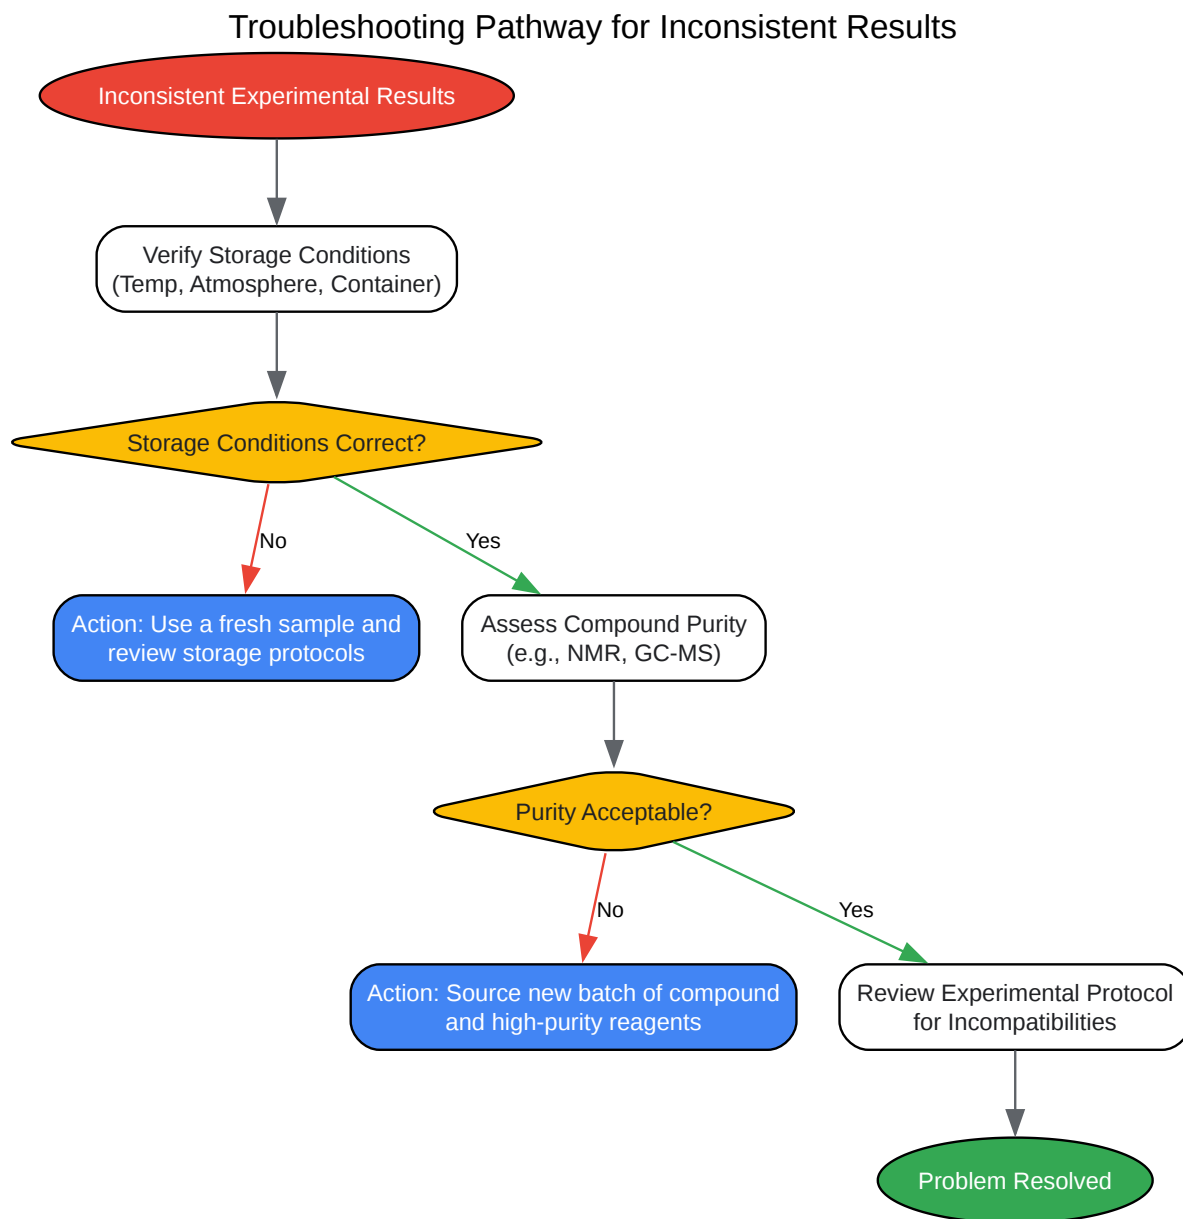 Troubleshooting Pathway for Inconsistent Results
Inconsistent Experimental Results
Verify Storage Conditions
(Temp, Atmosphere, Container)
Storage Conditions Correct?
No
Yes
Action: Use a fresh sample and
review storage protocols
Assess Compound Purity
(e.g., NMR, GC-MS)
Purity Acceptable?
No
Yes
Action: Source new batch of compound
and high-purity reagents
Review Experimental Protocol
for Incompatibilities
Problem Resolved